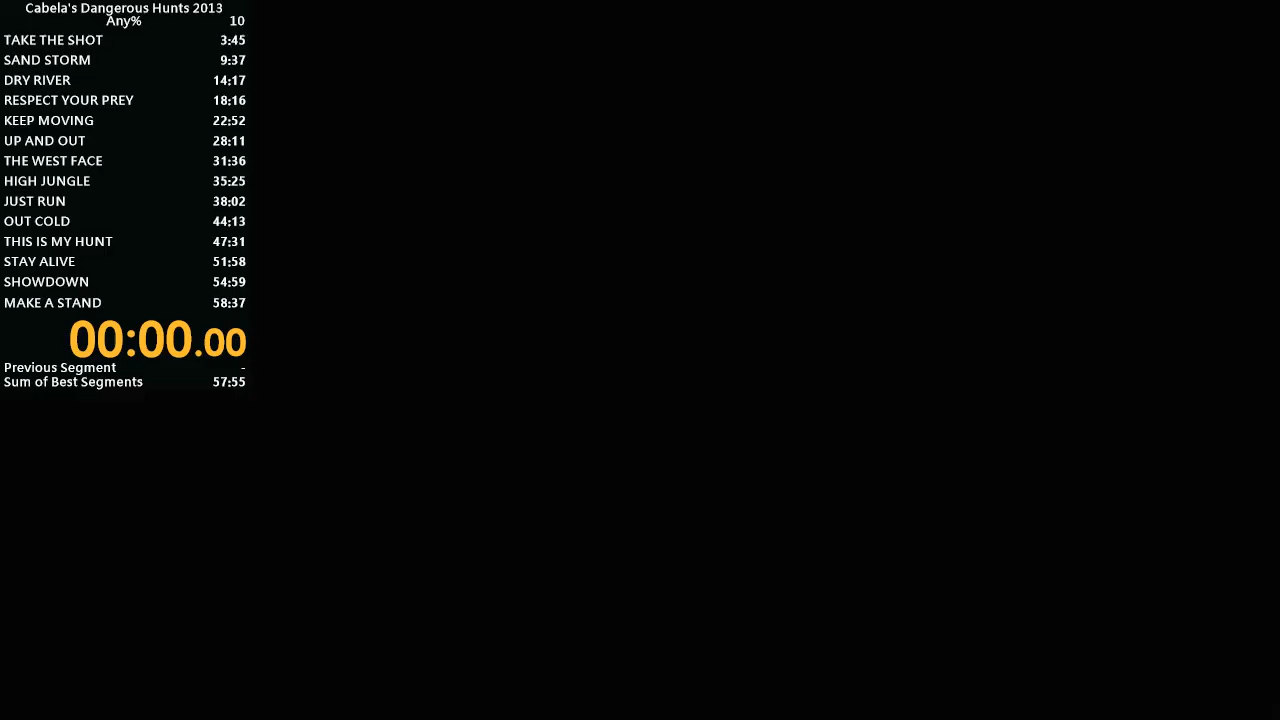 Cabela's Dangerous Hunts 2013
Any% 10
TAKE THE SHOT 3:45
SAND STORM 9:37
DRY RIVER 14:17
RESPECT YOUR PREY 18:16
KEEP MOVING 22:52
UP AND OUT 28:11
THE WEST FACE 31:36
HIGH JUNGLE 35:25
JUST RUN 38:02
OUT COLD 44:13
THIS IS MY HUNT 47:31
STAY ALIVE 51:58
SHOWDOWN 54:59
MAKE A STAND 58:37
00:00.00
Previous Segment -
Sum of Best Segments 57:55